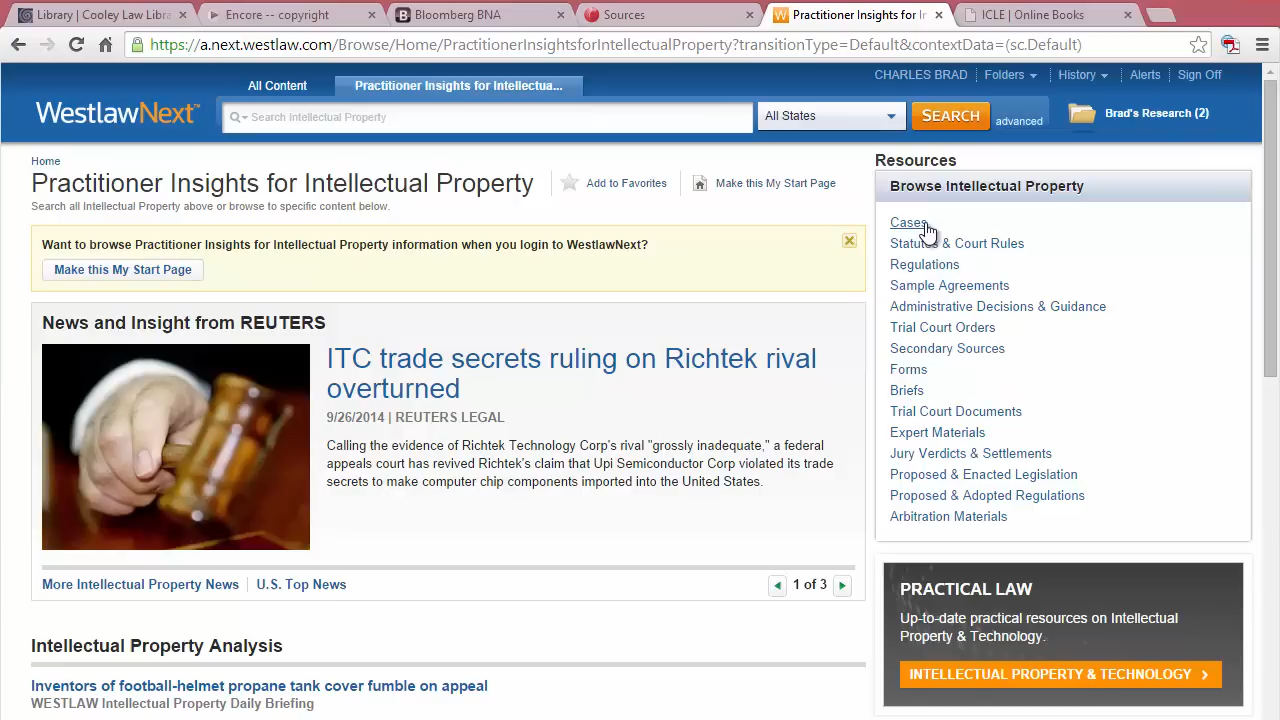 Library | Cooley Law Libra
Encore -- copyright
Bloomberg BNA
Sources
Practitioner Insights for In
ICLE | Online Books
https://a.next.westlaw.com/Browse/Home/PractitionerInsightsforIntellectualProperty?transitionType=Default&contextData=(sc.Default)
CHARLES BRAD Folders History Alerts Sign Off
All Content Practitioner Insights for Intellectua...
WestlawNext™ Search Intellectual Property All States SEARCH advanced Brad's Research (2)
Home
Practitioner Insights for Intellectual Property Add to Favorites Make this My Start Page
Search all Intellectual Property above or browse to specific content below.
Want to browse Practitioner Insights for Intellectual Property information when you login to WestlawNext?
Make this My Start Page
News and Insight from REUTERS
ITC trade secrets ruling on Richtek rival
overturned
9/26/2014 | REUTERS LEGAL
Calling the evidence of Richtek Technology Corp's rival "grossly inadequate," a federal
appeals court has revived Richtek's claim that Upi Semiconductor Corp violated its trade
secrets to make computer chip components imported into the United States.
More Intellectual Property News U.S. Top News 1 of 3
Intellectual Property Analysis
Inventors of football-helmet propane tank cover fumble on appeal
WESTLAW Intellectual Property Daily Briefing
Resources
Browse Intellectual Property
Cases
Statutes & Court Rules
Regulations
Sample Agreements
Administrative Decisions & Guidance
Trial Court Orders
Secondary Sources
Forms
Briefs
Trial Court Documents
Expert Materials
Jury Verdicts & Settlements
Proposed & Enacted Legislation
Proposed & Adopted Regulations
Arbitration Materials
PRACTICAL LAW
Up-to-date practical resources on Intellectual
Property & Technology.
INTELLECTUAL PROPERTY & TECHNOLOGY